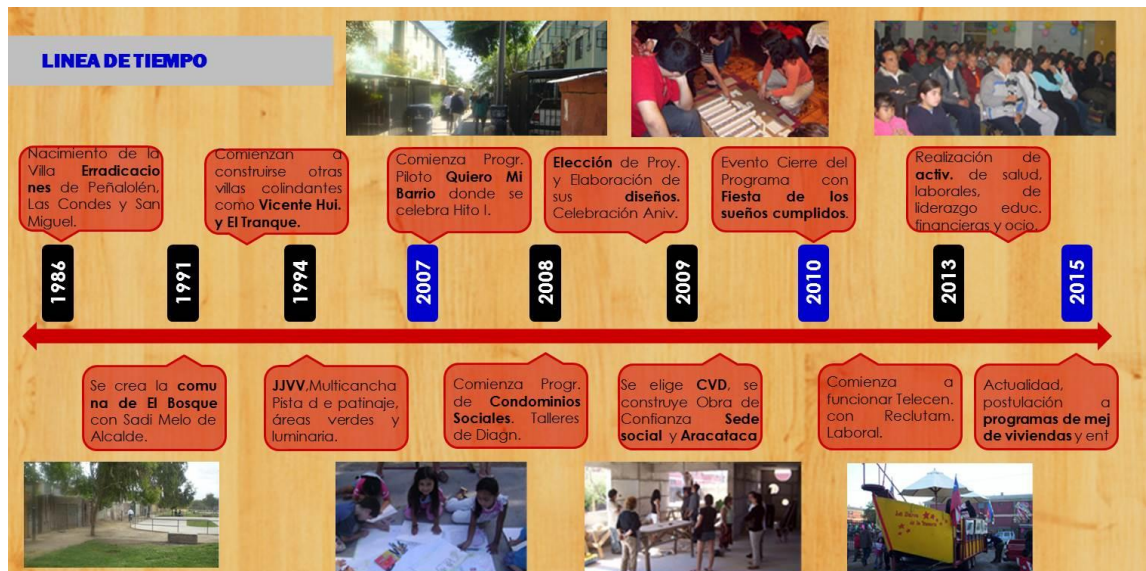 LINEA DE TIEMPO
Nacimiento de la
Villa Erradicacio
nes de Peñalolén,
Las Condes y San
Miguel.
Comienzan a
construirse otras
villas colindantes
como Vicente Hui.
y El Tranque.
Comienza Progr.
Piloto Quiero Mi
Barrio donde se
celebra Hito I.
Elección de Proy.
y Elaboración de
sus diseños.
Celebración Aniv.
Evento Cierre del
Programa con
Fiesta de los
sueños cumplidos.
Realización de
activ. de salud,
laborales, de
liderazgo educ.
financieras y ocio.
1986
1991
1994
2007
2008
2009
2010
2013
2015
Se crea la comu
na de El Bosque
con Sadi Melo de
Alcalde.
JJVV,Multicancha
Pista d e patinaje,
áreas verdes y
luminaria.
Comienza Progr.
de Condominios
Sociales. Talleres
de Diagn.
Se elige CVD, se
construye Obra de
Confianza Sede
social y Aracataca
Comienza a
funcionar Telecen.
con Reclutam.
Laboral.
Actualidad,
postulación a
programas de mej
de viviendas y ent